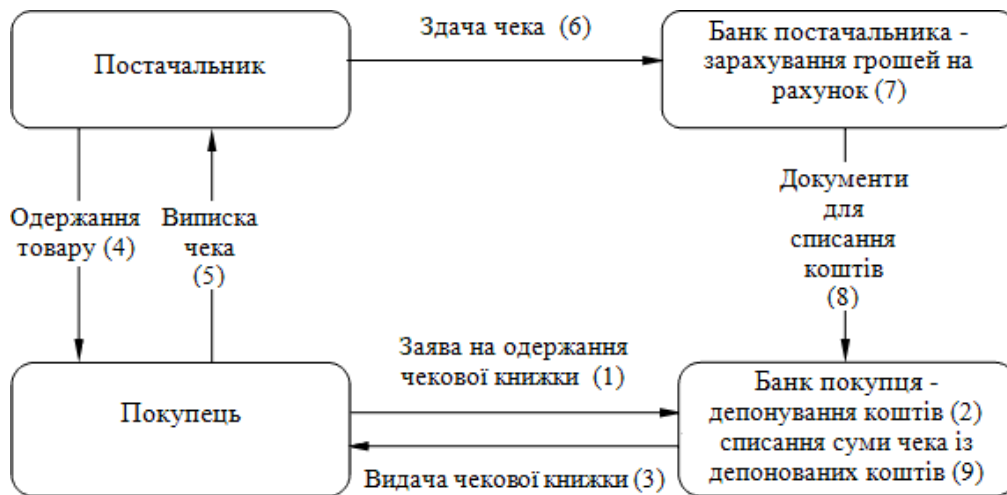 Здача чека (6)
Постачальник
Банк постачальника -
зарахування грошей на
рахунок (7)
Одержання
товару (4)
Виписка
чека
(5)
Документи
для
списання
коштів
(8)
Заява на одержання
чекової книжки (1)
Покупець
Банк покупця -
депонування коштів (2)
списання суми чека із
депонованих коштів (9)
Видача чекової книжки (3)